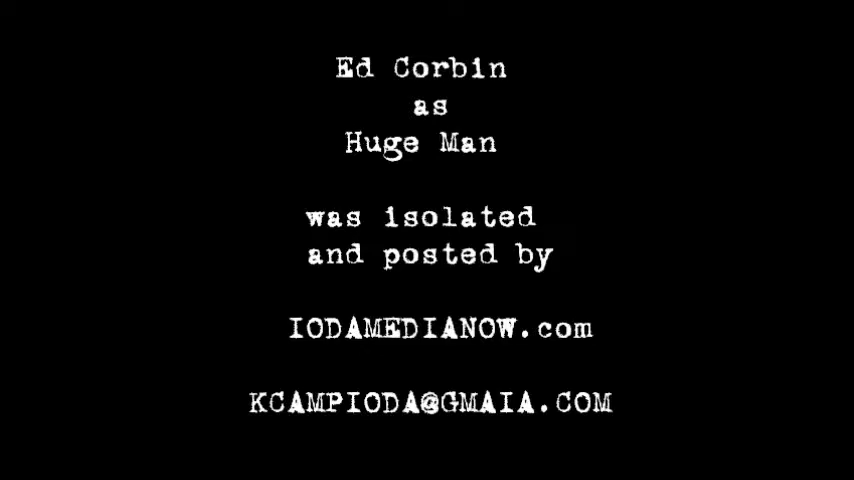 Ed Corbin
as
Huge Man
was isolated
and posted by
IODAMEDIANOW.com
KCAMPIODA@GMAIA.COM